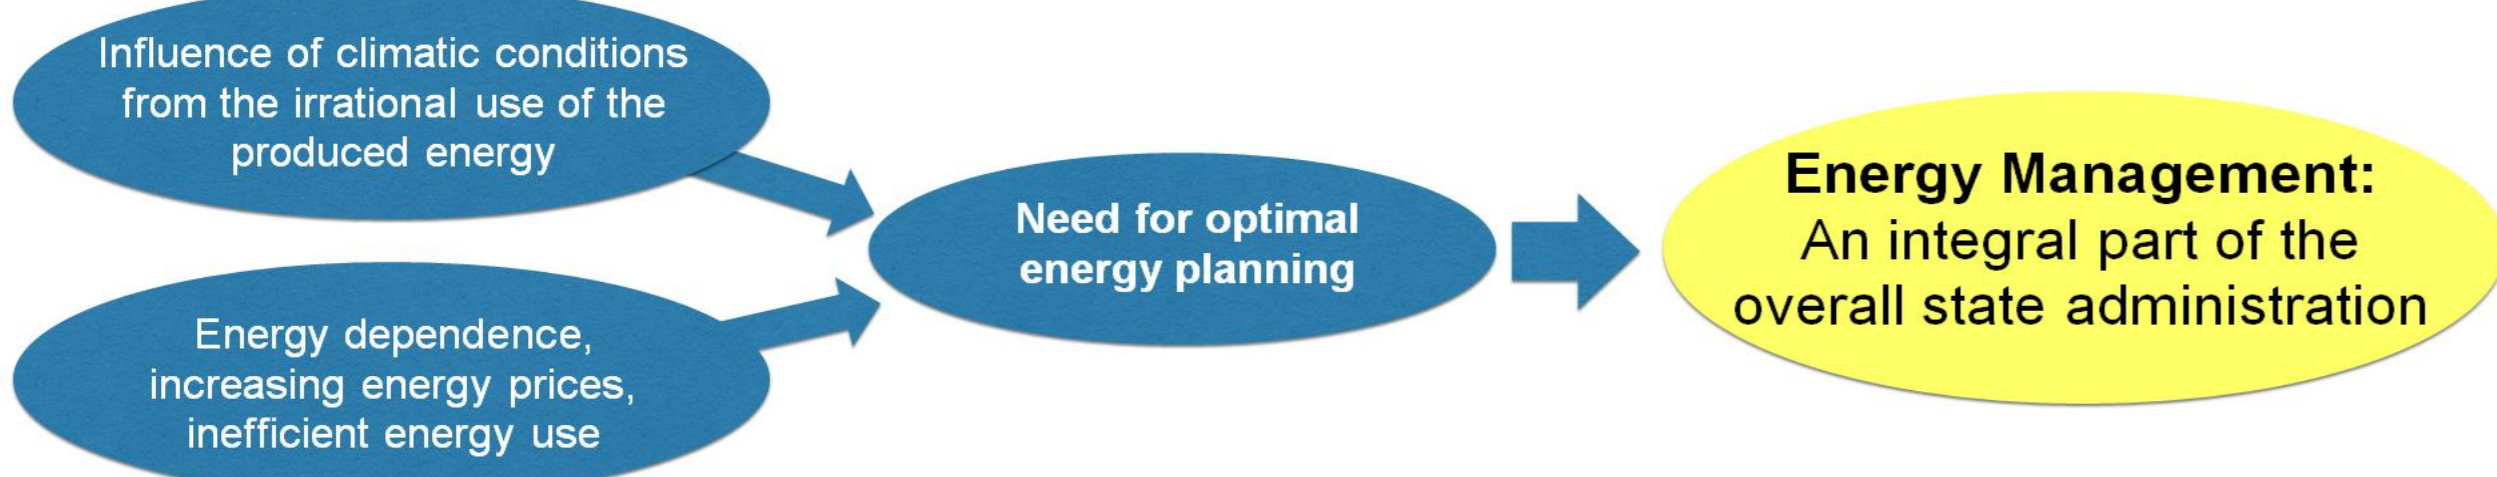 Influence of climatic conditions
from the irrational use of the
produced energy
Energy dependence,
increasing energy prices,
inefficient energy use
Need for optimal
energy planning
Energy Management:
An integral part of the
overall state administration